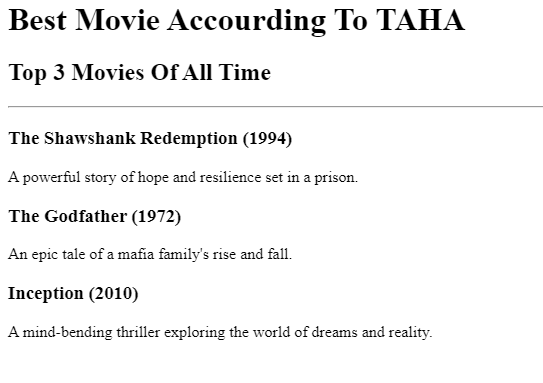 Best Movie Accourding To TAHA
Top 3 Movies Of All Time
The Shawshank Redemption (1994)
A powerful story of hope and resilience set in a prison.
The Godfather (1972)
An epic tale of a mafia family's rise and fall.
Inception (2010)
A mind-bending thriller exploring the world of dreams and reality.